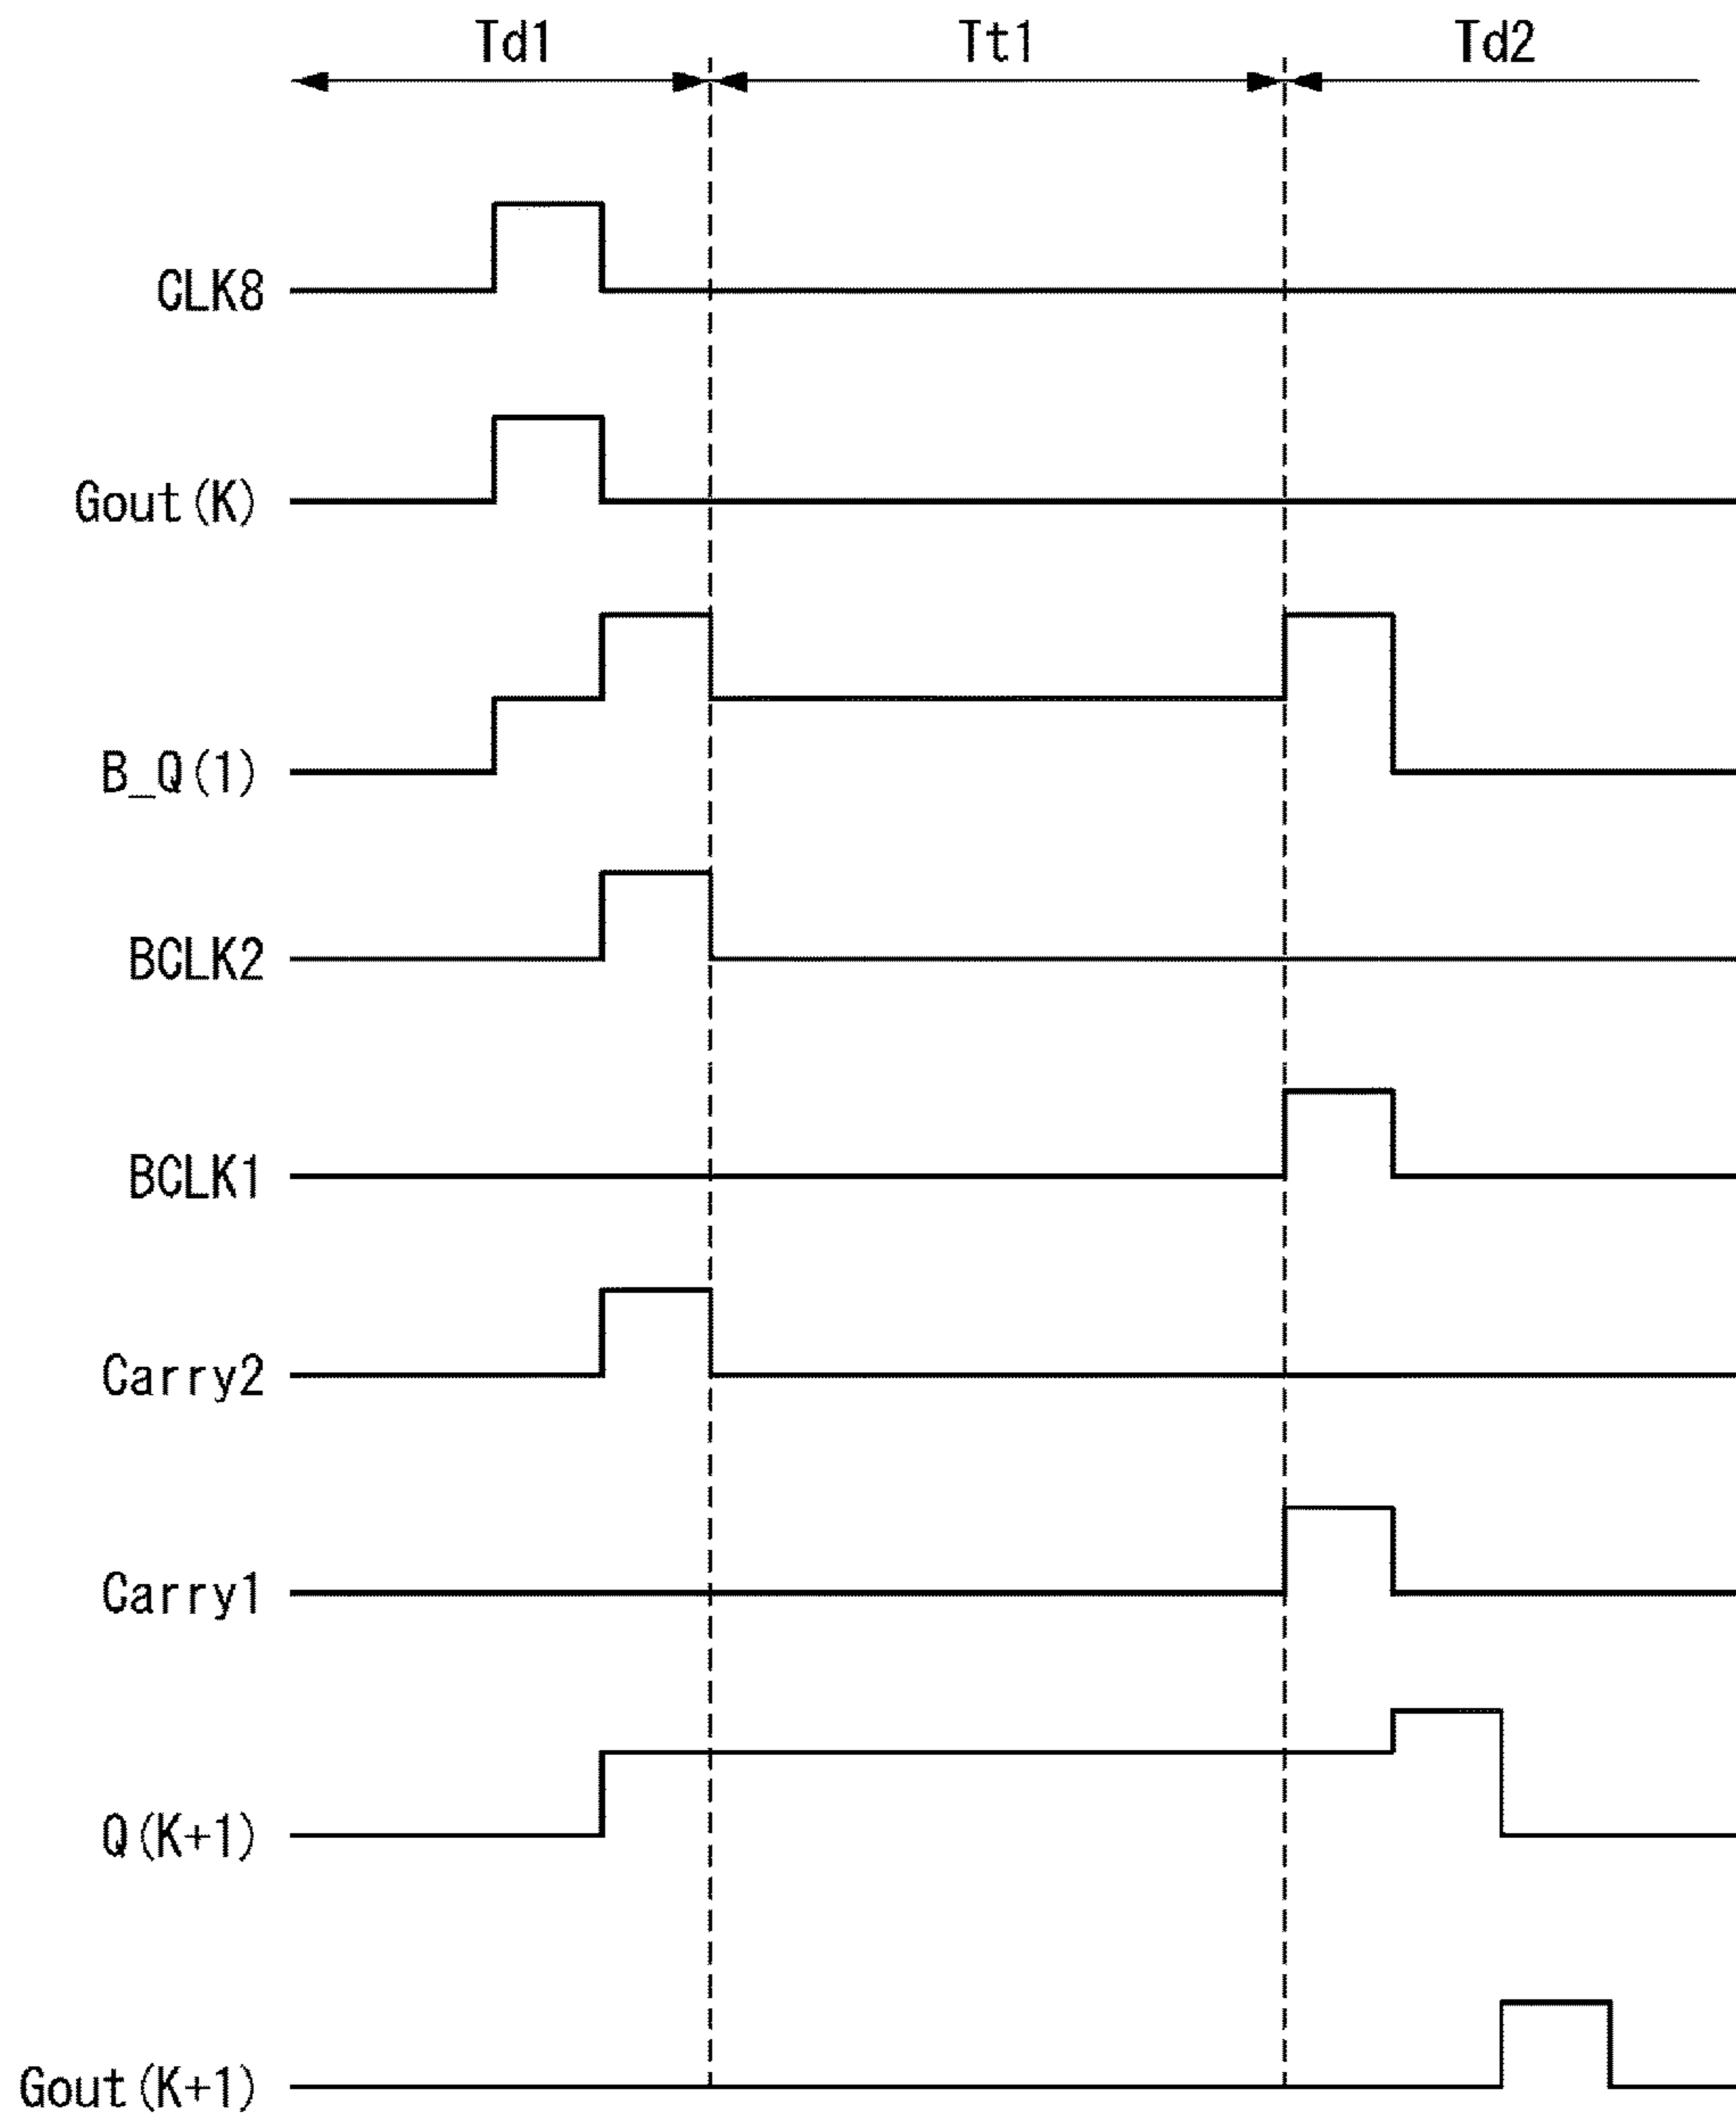 Td1 Tt1 Td2
CLK8
Gout(K)
B_Q(1)
BCLK2
BCLK1
Carry2
Carry1
Q(K+1)
Gout(K+1)